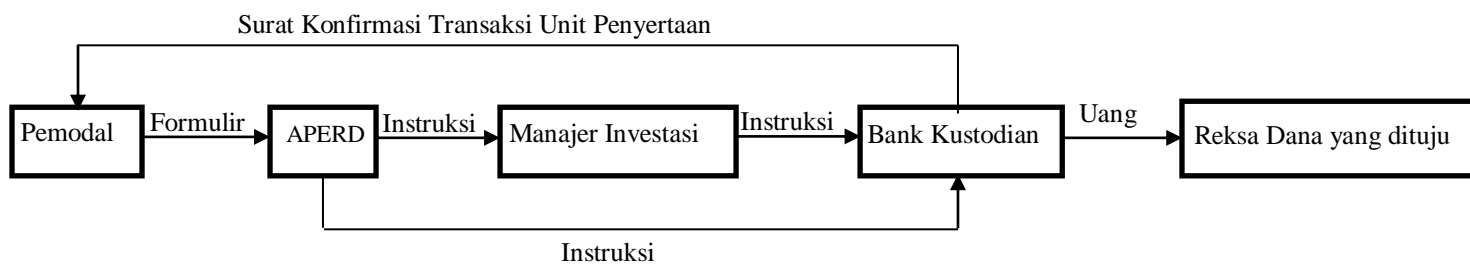 Surat Konfirmasi Transaksi Unit Penyertaan
Pemodal
Formulir
APERD
Instruksi
Manajer Investasi
Instruksi
Bank Kustodian
Uang
Reksa Dana yang dituju
Instruksi